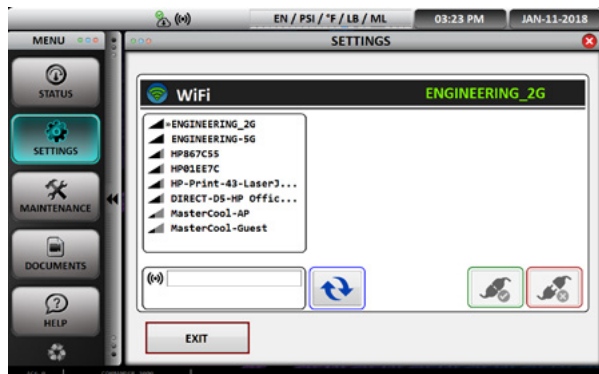 EN / PSI / °F / LB / ML
03:23 PM
JAN-11-2018
MENU
SETTINGS
STATUS
SETTINGS
MAINTENANCE
DOCUMENTS
HELP
WiFi
ENGINEERING_2G
»ENGINEERING_2G
ENGINEERING-5G
HP867C55
HP01EE7C
HP-Print-43-LaserJ...
DIRECT-D5-HP Offic...
MasterCool-AP
MasterCool-Guest
EXIT